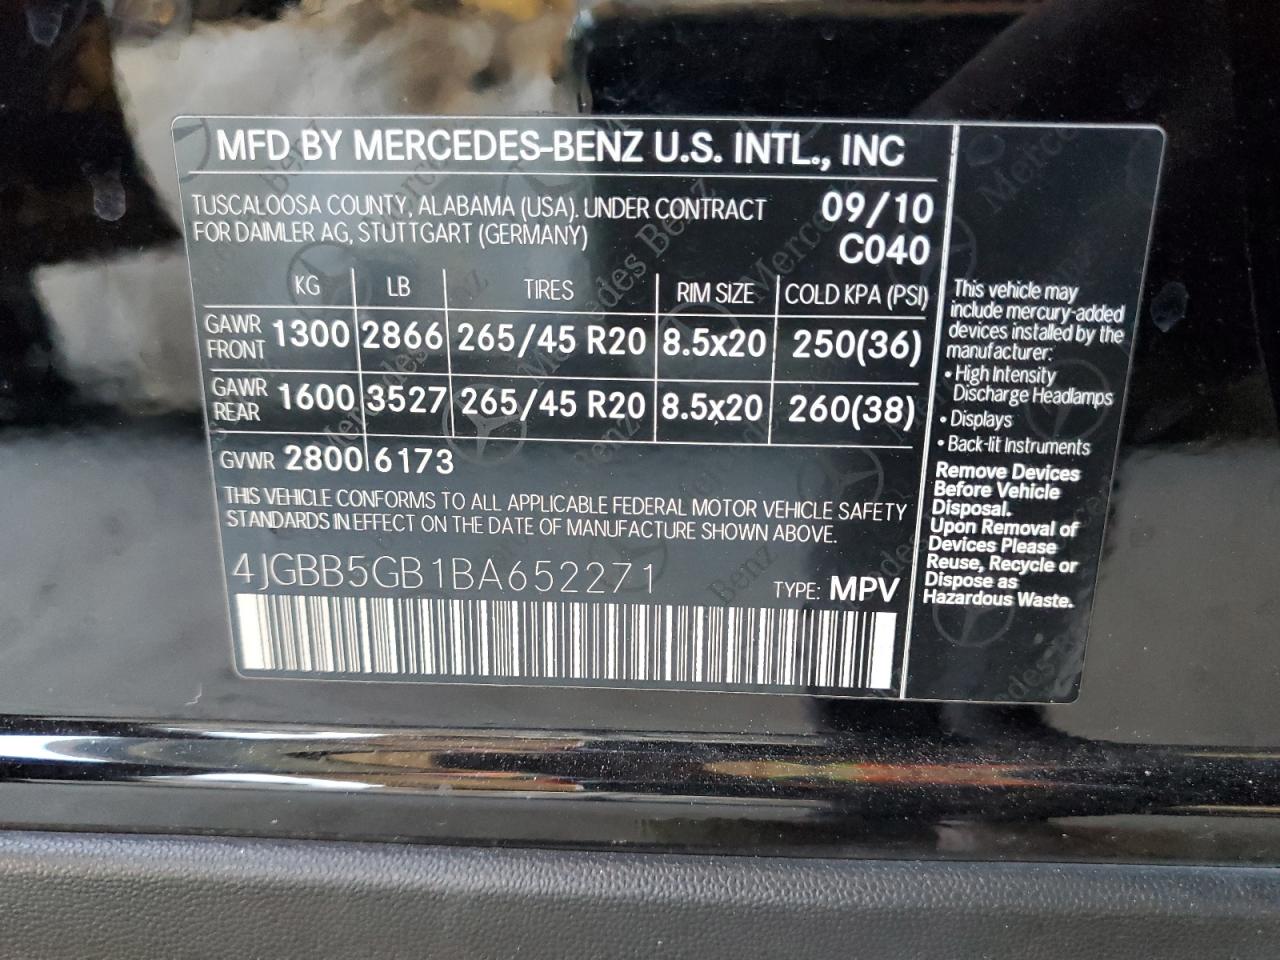 MFD BY MERCEDES-BENZ U.S. INTL., INC
TUSCALOOSA COUNTY, ALABAMA (USA). UNDER CONTRACT
FOR DAIMLER AG, STUTTGART (GERMANY)
09/10
C040
KG LB TIRES RIM SIZE COLD KPA (PSI)
GAWR
FRONT 1300 2866 265/45 R20 8.5x20 250(36)
GAWR
REAR 1600 3527 265/45 R20 8.5x20 260(38)
GVWR 2800 6173
THIS VEHICLE CONFORMS TO ALL APPLICABLE FEDERAL MOTOR VEHICLE SAFETY
STANDARDS IN EFFECT ON THE DATE OF MANUFACTURE SHOWN ABOVE.
4JGBB5GB1BA652271 TYPE: MPV
This vehicle may
include mercury-added
devices installed by the
manufacturer:
• High Intensity
Discharge Headlamps
• Displays
• Back-lit Instruments
Remove Devices
Before Vehicle
Disposal.
Upon Removal of
Devices Please
Reuse, Recycle or
Dispose as
Hazardous Waste.